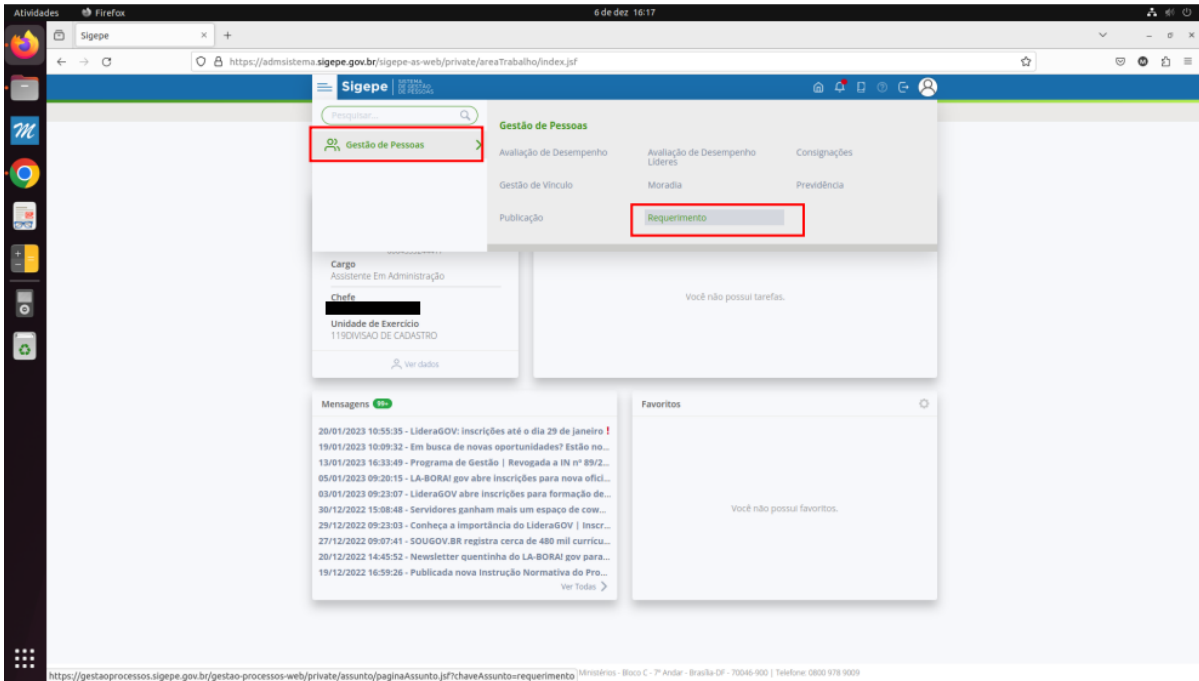 Atividades Firefox 6 de dez 16:17
Sigepe × +
https://admsistema.sigepe.gov.br/sigepe-as-web/private/areaTrabalho/index.jsf
Sigepe SISTEMA DE GESTÃO DE PESSOAS
Pesquisar...
Gestão de Pessoas
Gestão de Pessoas
Avaliação de Desempenho Avaliação de Desempenho Líderes Consignações
Gestão de Vínculo Moradia Previdência
Publicação Requerimento
Cargo
Assistente Em Administração
Chefe
Unidade de Exercício
119DIVISAO DE CADASTRO
Ver dados
Você não possui tarefas.
Mensagens 99+
20/01/2023 10:55:35 - LideraGOV: inscrições até o dia 29 de janeiro !
19/01/2023 10:09:32 - Em busca de novas oportunidades? Estão no...
13/01/2023 16:33:49 - Programa de Gestão | Revogada a IN nº 89/2...
05/01/2023 09:20:15 - LA-BORA! gov abre inscrições para nova ofici...
03/01/2023 09:23:07 - LideraGOV abre inscrições para formação de...
30/12/2022 15:08:48 - Servidores ganham mais um espaço de cow...
29/12/2022 09:23:03 - Conheça a importância do LideraGOV | Inscr...
27/12/2022 09:07:41 - SOUGOV.BR registra cerca de 480 mil currícu...
20/12/2022 14:45:52 - Newsletter quentinha do LA-BORA! gov para...
19/12/2022 16:59:26 - Publicada nova Instrução Normativa do Pro...
Ver Todas
Favoritos
Você não possui favoritos.
https://gestaoprocessos.sigepe.gov.br/gestao-processos-web/private/assunto/paginaAssunto.jsf?chaveAssunto=requerimento Ministérios - Bloco C - 7º Andar - Brasília-DF - 70046-900 | Telefone: 0800 978 9009